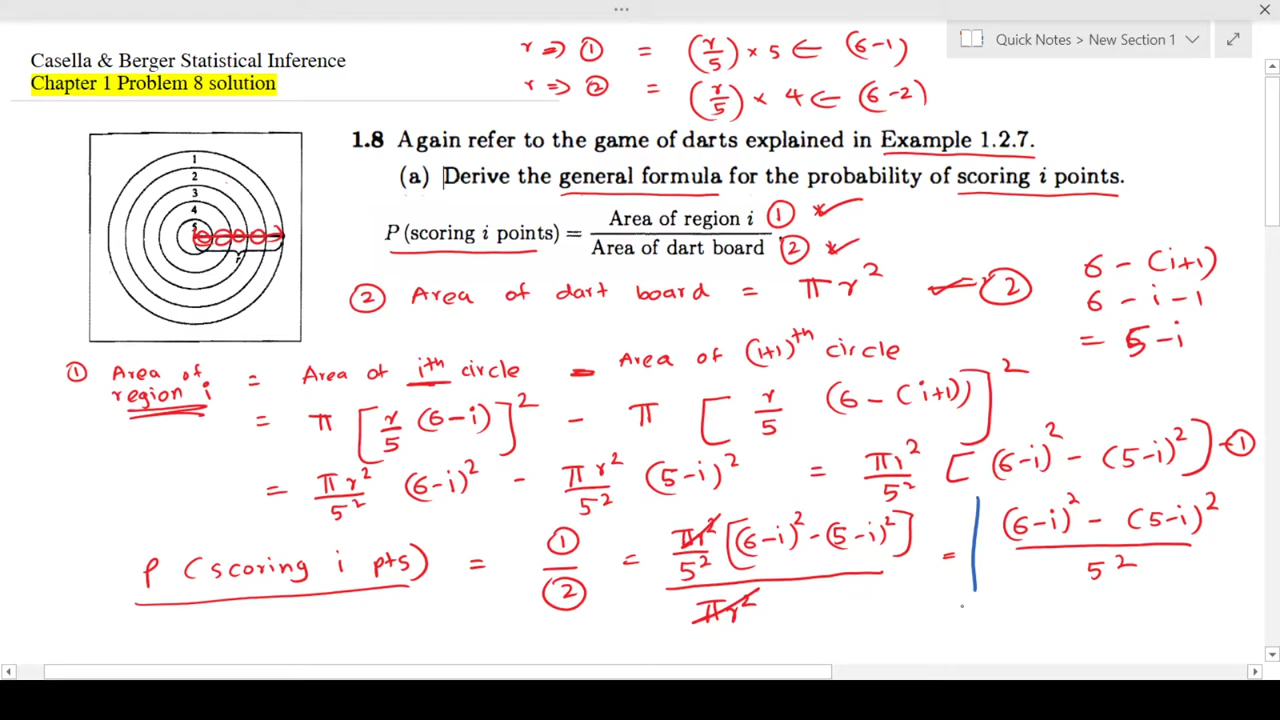 Quick Notes > New Section 1
Casella & Berger Statistical Inference
Chapter 1 Problem 8 solution
r => ① = (r/5) × 5 ← (6-1)
r => ② = (r/5) × 4 ← (6-2)
1.8 Again refer to the game of darts explained in Example 1.2.7.
(a) Derive the general formula for the probability of scoring i points.
1
2
3
4
5
r
P (scoring i points) = Area of region i ① / Area of dart board ② .
② Area of dart board = πr² ②
6 - (i+1)
6 - i - 1
= 5 - i
① Area of region i = Area of ith circle - Area of (i+1)th circle
= π [r/5 (6-i)]² - π [r/5 (6-(i+1))]²
= πr²/5² (6-i)² - πr²/5² (5-i)² = πr²/5² [(6-i)² - (5-i)²] - ①
P (scoring i pts) = ①/② = πr²/5² [(6-i)² - (5-i)²] / πr² = (6-i)² - (5-i)² / 5²